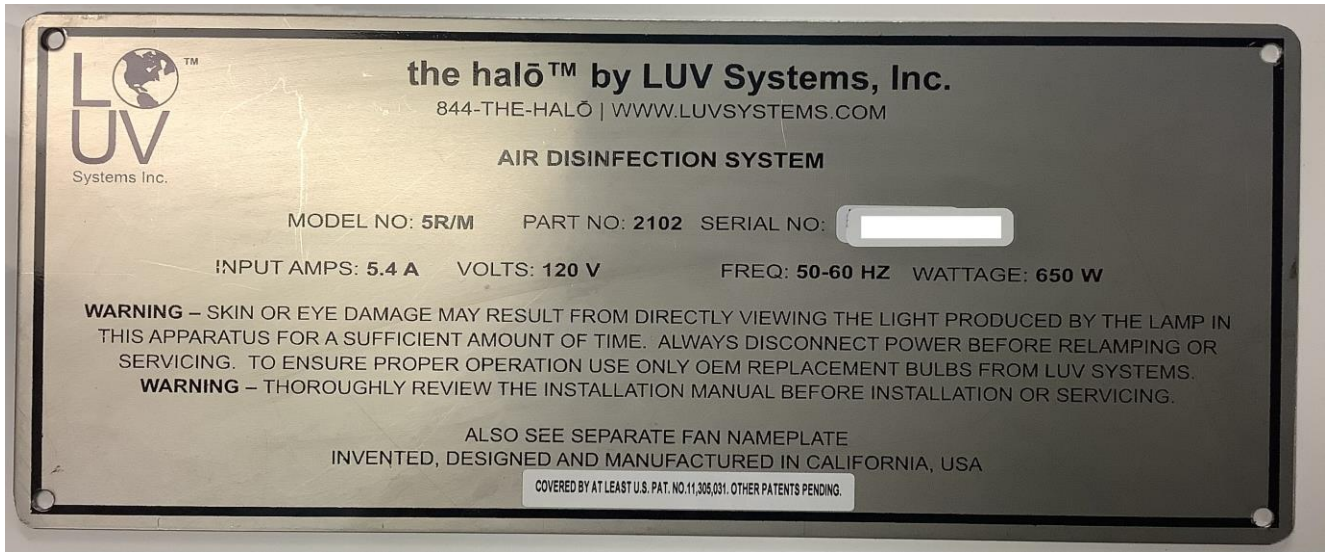 L UV ™
Systems Inc.
the halō™ by LUV Systems, Inc.
844-THE-HALŌ | WWW.LUVSYSTEMS.COM
AIR DISINFECTION SYSTEM
MODEL NO: 5R/M PART NO: 2102 SERIAL NO:
INPUT AMPS: 5.4 A VOLTS: 120 V FREQ: 50-60 HZ WATTAGE: 650 W
WARNING – SKIN OR EYE DAMAGE MAY RESULT FROM DIRECTLY VIEWING THE LIGHT PRODUCED BY THE LAMP IN
THIS APPARATUS FOR A SUFFICIENT AMOUNT OF TIME. ALWAYS DISCONNECT POWER BEFORE RELAMPING OR
SERVICING. TO ENSURE PROPER OPERATION USE ONLY OEM REPLACEMENT BULBS FROM LUV SYSTEMS.
WARNING – THOROUGHLY REVIEW THE INSTALLATION MANUAL BEFORE INSTALLATION OR SERVICING.
ALSO SEE SEPARATE FAN NAMEPLATE
INVENTED, DESIGNED AND MANUFACTURED IN CALIFORNIA, USA
COVERED BY AT LEAST U.S. PAT. NO.11,305,031. OTHER PATENTS PENDING.